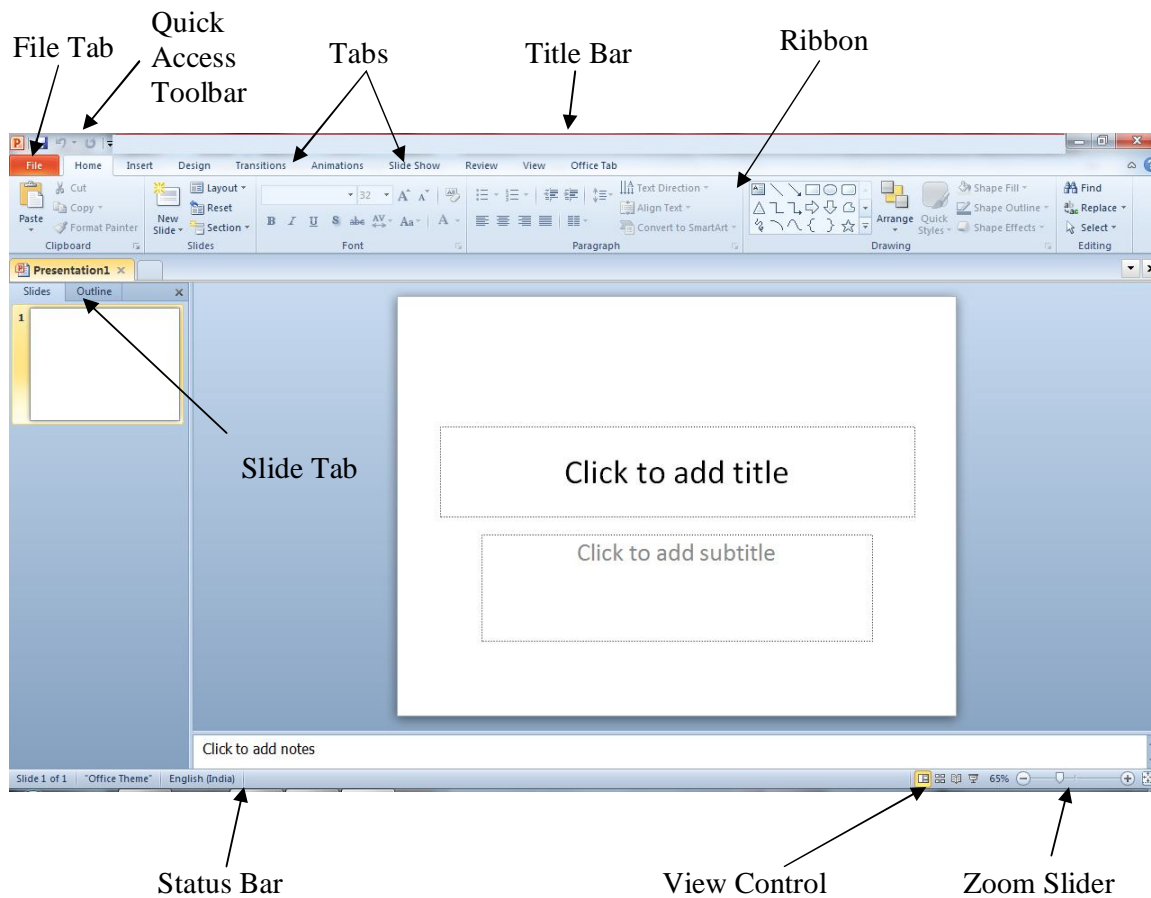 Quick
Access
Toolbar
File Tab
Tabs
Title Bar
Ribbon
File Home Insert Design Transitions Animations Slide Show Review View Office Tab
Paste
Cut
Copy
Format Painter
Clipboard
New
Slide
Layout
Reset
Section
Slides
32
Font
Text Direction
Align Text
Convert to SmartArt
Paragraph
Arrange
Quick
Styles
Shape Fill
Shape Outline
Shape Effects
Drawing
Find
Replace
Select
Editing
Presentation1
Slides Outline
1
Slide Tab
Click to add title
Click to add subtitle
Click to add notes
Slide 1 of 1 "Office Theme" English (India) 65%
Status Bar
View Control
Zoom Slider